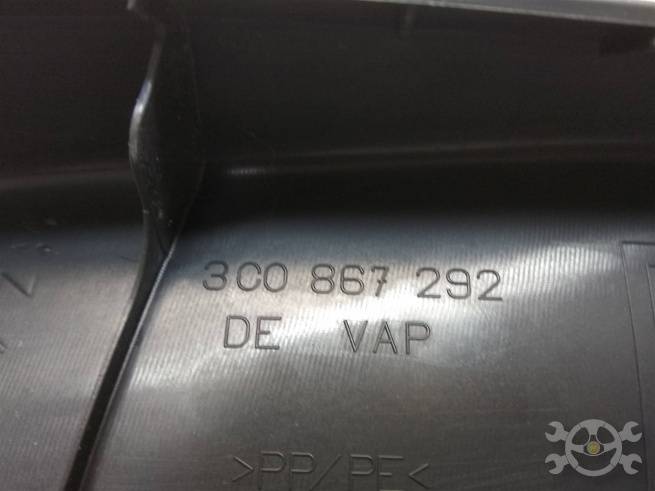 3C0 867 292
DE VAP
>PP/PE<